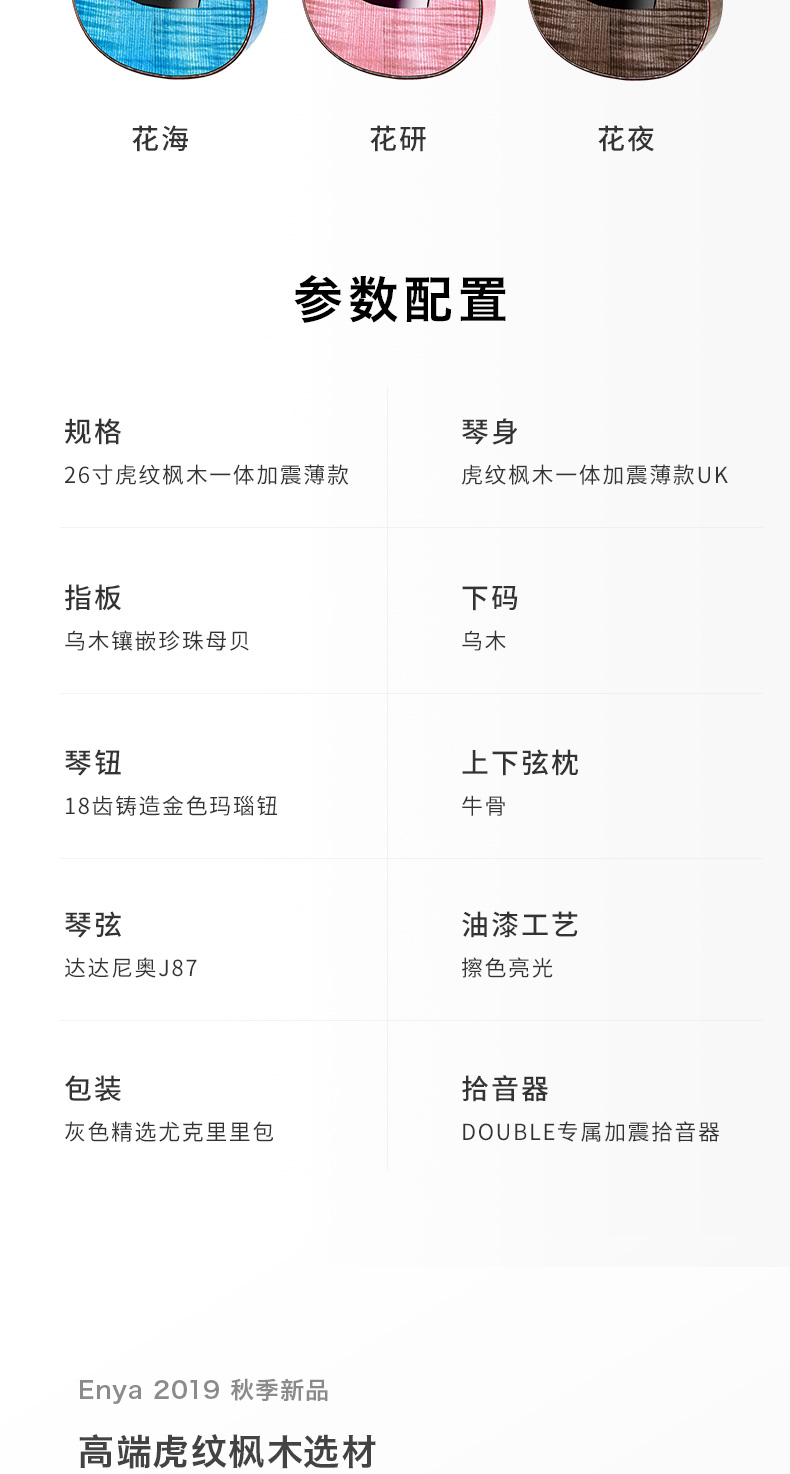 花海
花研
花夜
参数配置
规格
26寸虎纹枫木一体加震薄款
琴身
虎纹枫木一体加震薄款UK
指板
乌木镶嵌珍珠母贝
下码
乌木
琴钮
18齿铸造金色玛瑙钮
上下弦枕
牛骨
琴弦
达达尼奥J87
油漆工艺
擦色亮光
包装
灰色精选尤克里里包
拾音器
DOUBLE专属加震拾音器
Enya 2019 秋季新品
高端虎纹枫木选材